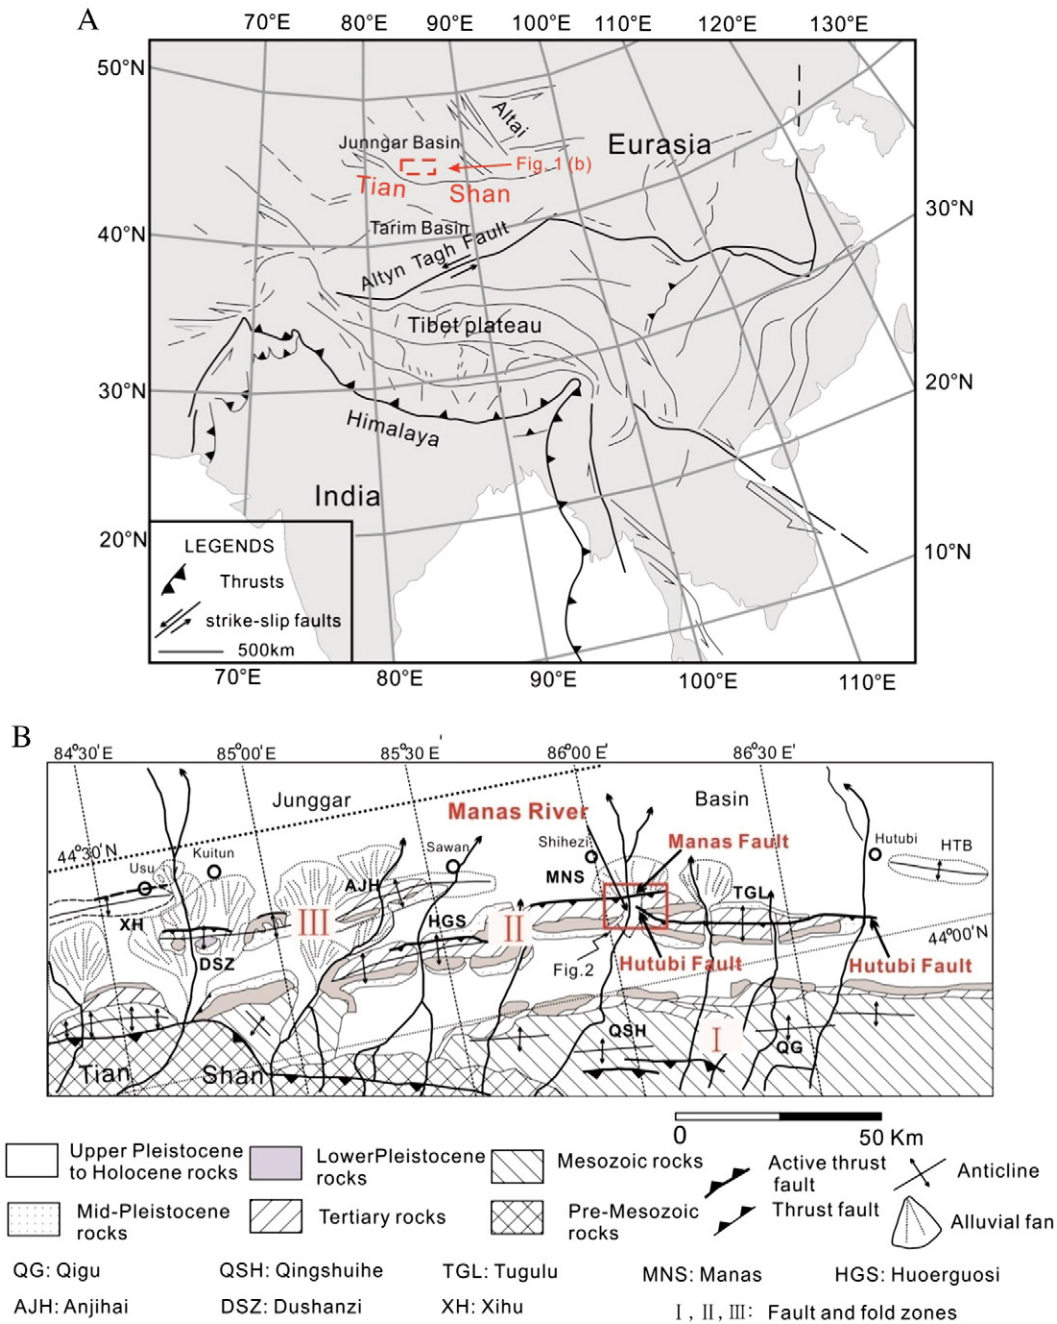 A
70°E 80°E 90°E 100°E 110°E 120°E 130°E
50°N
Altai
Junngar Basin
Eurasia
Fig. 1 (b)
Tian Shan
30°N
Tarim Basin
40°N
Altyn Tagh Fault
Tibet plateau
20°N
30°N
Himalaya
India
LEGENDS
20°N
10°N
Thrusts
strike-slip faults
500km
70°E 80°E 90°E 100°E 110°E
B
84°30'E 85°00'E 85°30'E 86°00'E 86°30'E'
Junggar Basin
Manas River
44°30'N
Usu Kuitun Sawan Shihezi Manas Fault Hutubi HTB
AJH MNS TGL
XH III HGS II
DSZ Fig.2 Hutubi Fault Hutubi Fault 44°00'N
QSH I QG
Tian Shan
0 50 Km
Upper Pleistocene to Holocene rocks
LowerPleistocene rocks
Mesozoic rocks
Active thrust fault
Anticline
Mid-Pleistocene rocks
Tertiary rocks
Pre-Mesozoic rocks
Thrust fault
Alluvial fan
QG: Qigu QSH: Qingshuihe TGL: Tugulu MNS: Manas HGS: Huoerguosi
AJH: Anjihai DSZ: Dushanzi XH: Xihu I, II, III: Fault and fold zones